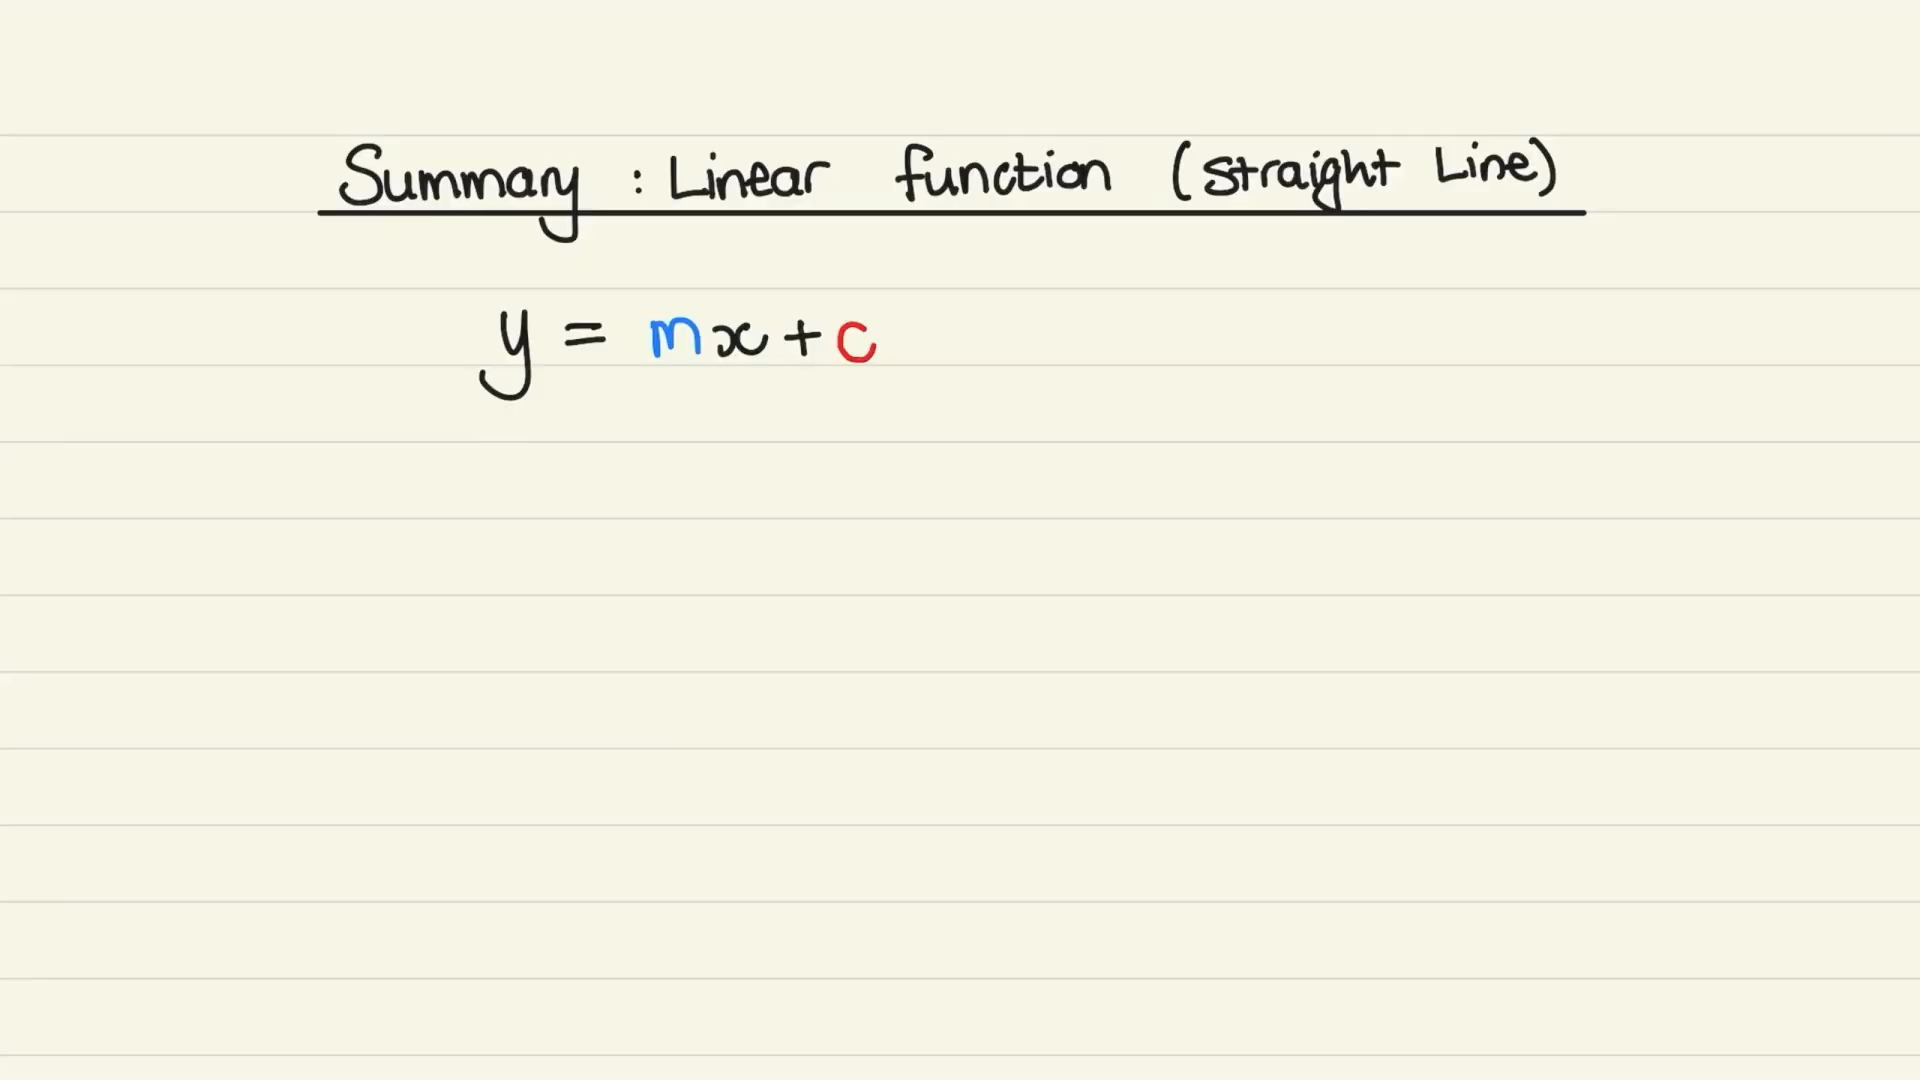 Summary : Linear function (straight Line)
y = mx + c